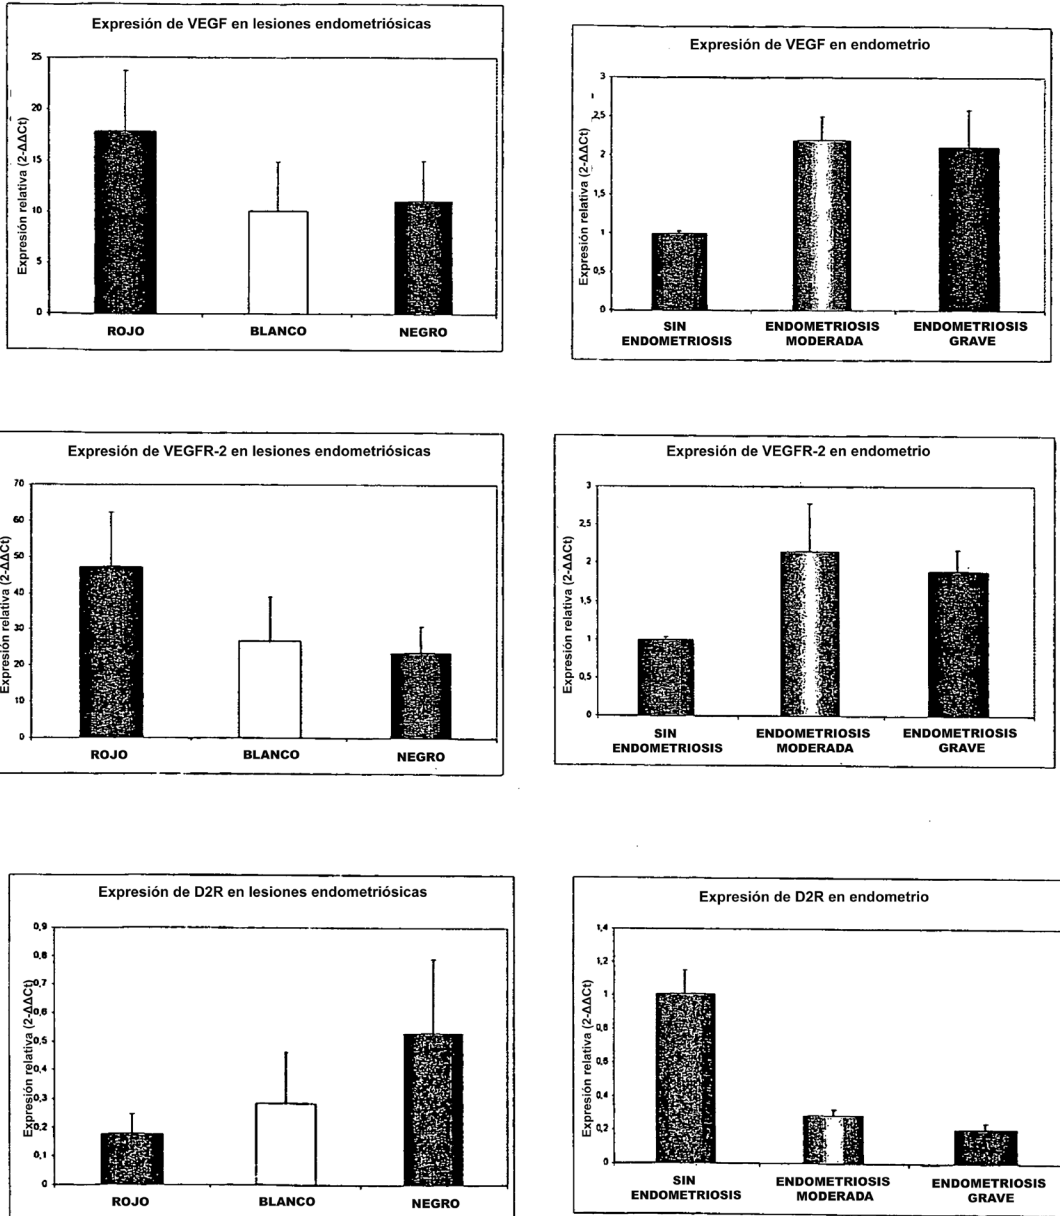 Expresión de VEGF en lesiones endometriósicas
Expresión relativa (2-ΔΔCt)
25
20
15
10
5
0
ROJO
BLANCO
NEGRO
Expresión de VEGF en endometrio
Expresión relativa (2-ΔΔCt)
3
2,5
2
1,5
1
0,5
0
SIN
ENDOMETRIOSIS
ENDOMETRIOSIS
MODERADA
ENDOMETRIOSIS
GRAVE
Expresión de VEGFR-2 en lesiones endometriósicas
Expresión relativa (2-ΔΔCt)
70
60
50
40
30
20
10
0
ROJO
BLANCO
NEGRO
Expresión de VEGFR-2 en endometrio
Expresión relativa (2-ΔΔCt)
3
2,5
2
1,5
1
0,5
0
SIN
ENDOMETRIOSIS
ENDOMETRIOSIS
MODERADA
ENDOMETRIOSIS
GRAVE
Expresión de D2R en lesiones endometriósicas
Expresión relativa (2-ΔΔCt)
0,9
0,8
0,7
0,6
0,5
0,4
0,3
0,2
0,1
0
ROJO
BLANCO
NEGRO
Expresión de D2R en endometrio
Expresión relativa (2-ΔΔCt)
1,4
1,2
1
0,8
0,6
0,4
0,2
0
SIN
ENDOMETRIOSIS
ENDOMETRIOSIS
MODERADA
ENDOMETRIOSIS
GRAVE